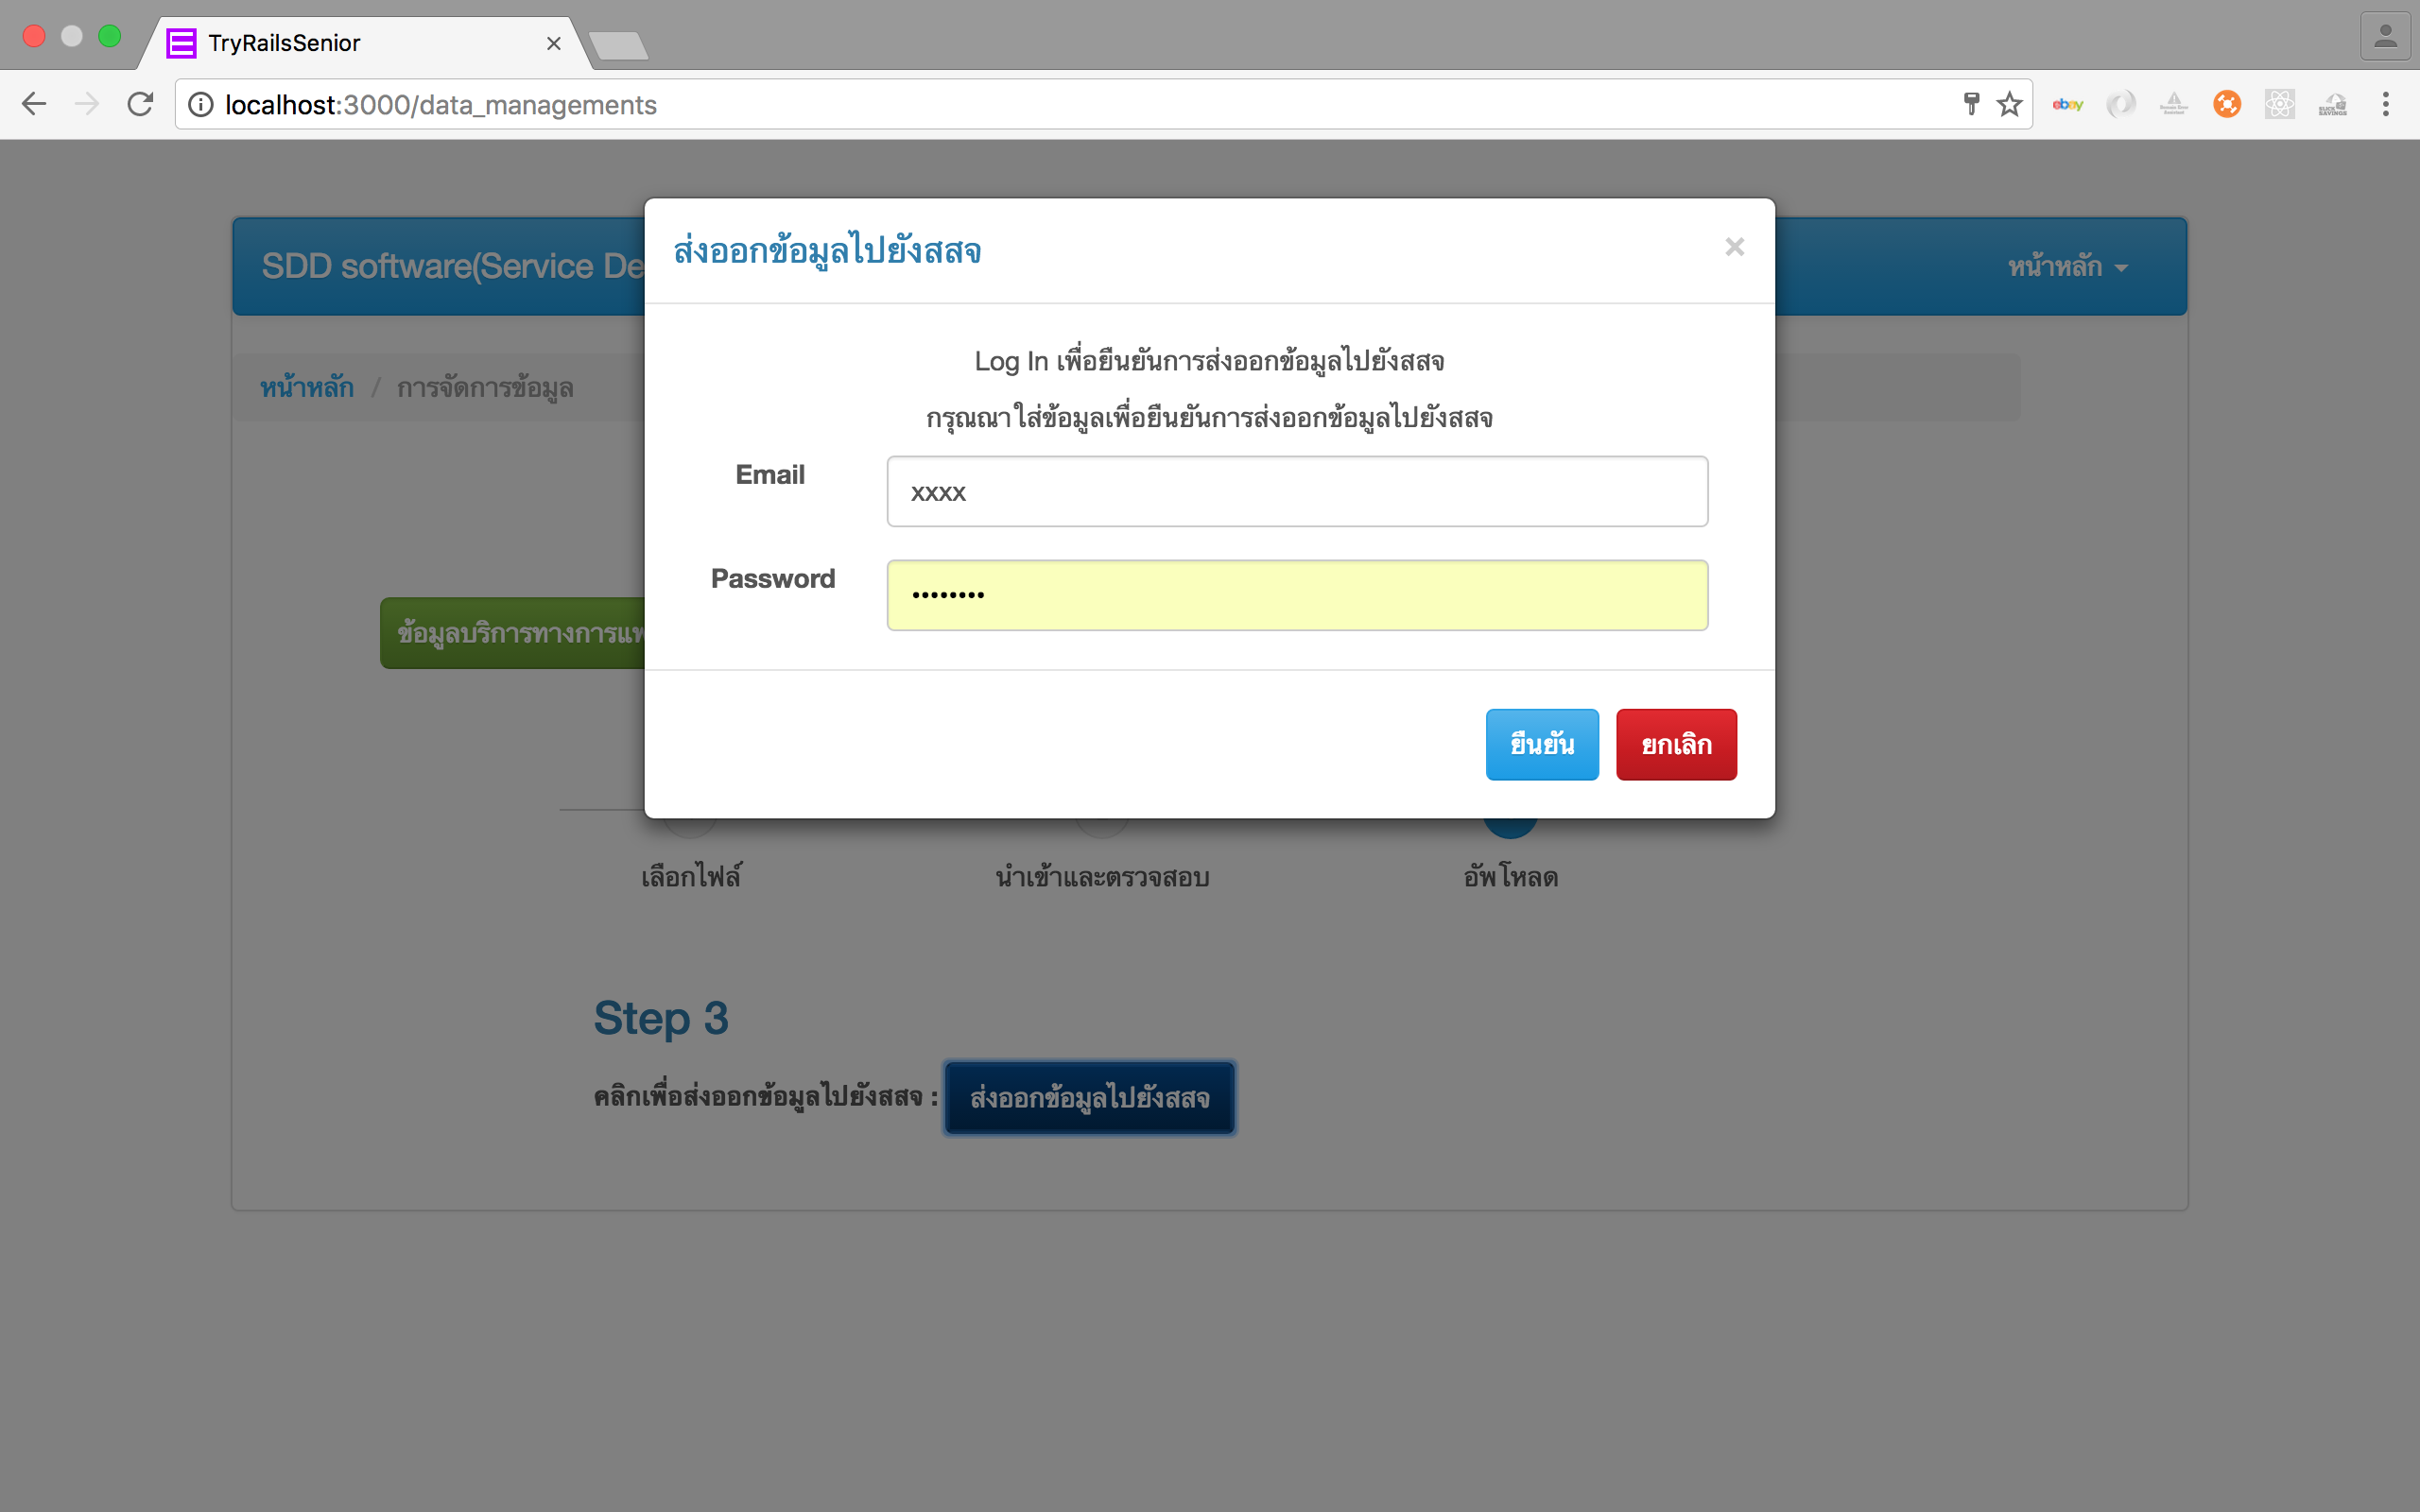 TryRailsSenior
localhost:3000/data_managements
ebay
ส่งออกข้อมูลไปยังสสจ
×
SDD software(Service De
หน้าหลัก
หน้าหลัก / การจัดการข้อมูล
Log In เพื่อยืนยันการส่งออกข้อมูลไปยังสสจ
กรุณณาใส่ข้อมูลเพื่อยืนยันการส่งออกข้อมูลไปยังสสจ
Email
xxxx
Password
••••••••
ข้อมูลบริการทางการแพ
ยืนยัน
ยกเลิก
เลือกไฟล์
นำเข้าและตรวจสอบ
อัพโหลด
Step 3
คลิกเพื่อส่งออกข้อมูลไปยังสสจ :
ส่งออกข้อมูลไปยังสสจ